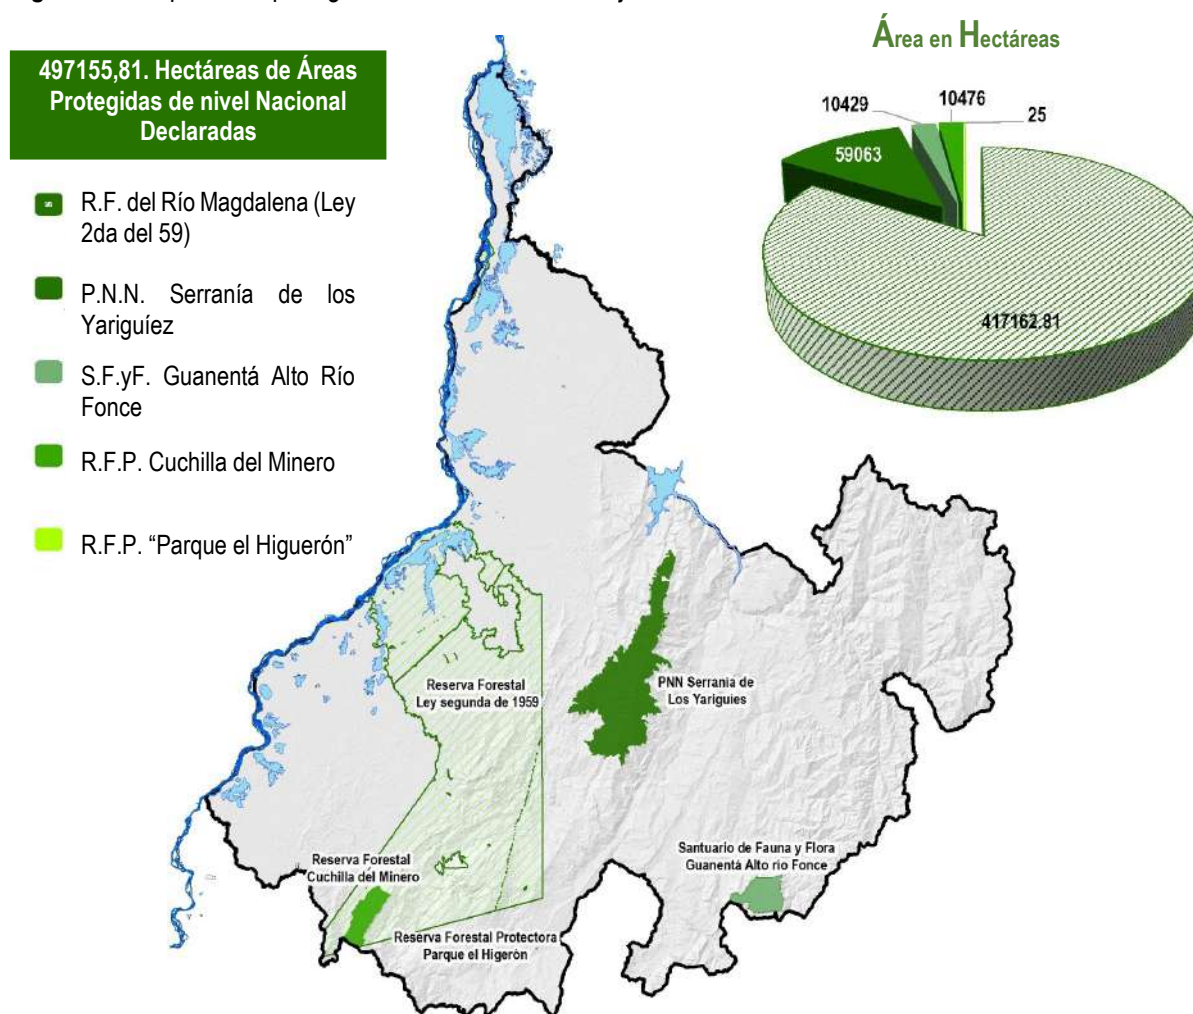 497155,81. Hectáreas de Áreas
Protegidas de nivel Nacional
Declaradas
R.F. del Río Magdalena (Ley
2da del 59)
P.N.N. Serranía de los
Yariguíez
S.F.yF. Guanentá Alto Río
Fonce
R.F.P. Cuchilla del Minero
R.F.P. “Parque el Higuerón”
Área en Hectáreas
10429
10476
25
59063
417162.81
Reserva Forestal
Ley segunda de 1959
PNN Serrania de
Los Yariguies
Santuario de Fauna y Flora
Guanentá Alto rio Fonce
Reserva Forestal
Cuchilla del Minero
Reserva Forestal Protectora
Parque el Higerón